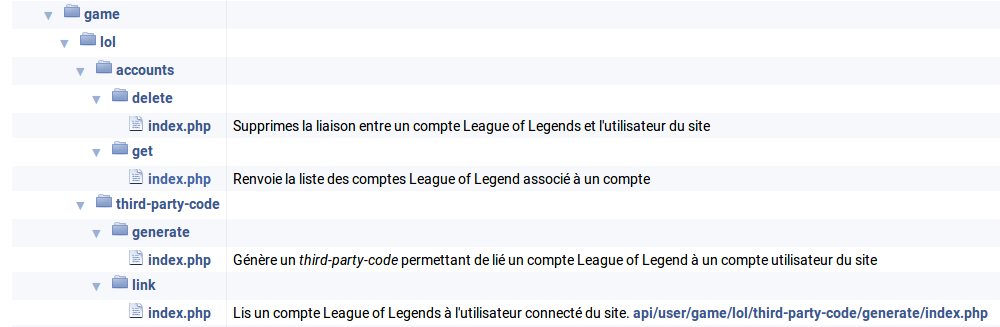 game
lol
accounts
delete
index.php Supprimes la liaison entre un compte League of Legends et l'utilisateur du site
get
index.php Renvoie la liste des comptes League of Legend associé à un compte
third-party-code
generate
index.php Génère un third-party-code permettant de lié un compte League of Legend à un compte utilisateur du site
link
index.php Lis un compte League of Legends à l'utilisateur connecté du site. api/user/game/lol/third-party-code/generate/index.php